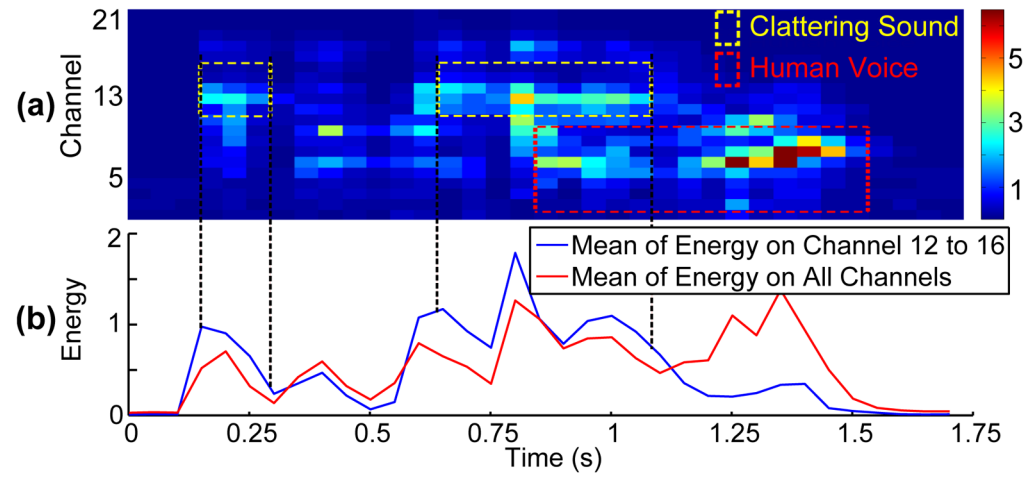 21
Clattering Sound
5
Human Voice
(a)
Channel
13
3
5
1
2
Mean of Energy on Channel 12 to 16
Mean of Energy on All Channels
(b)
Energy
1
0
0
0.25
0.5
0.75
1
1.25
1.5
1.75
Time (s)